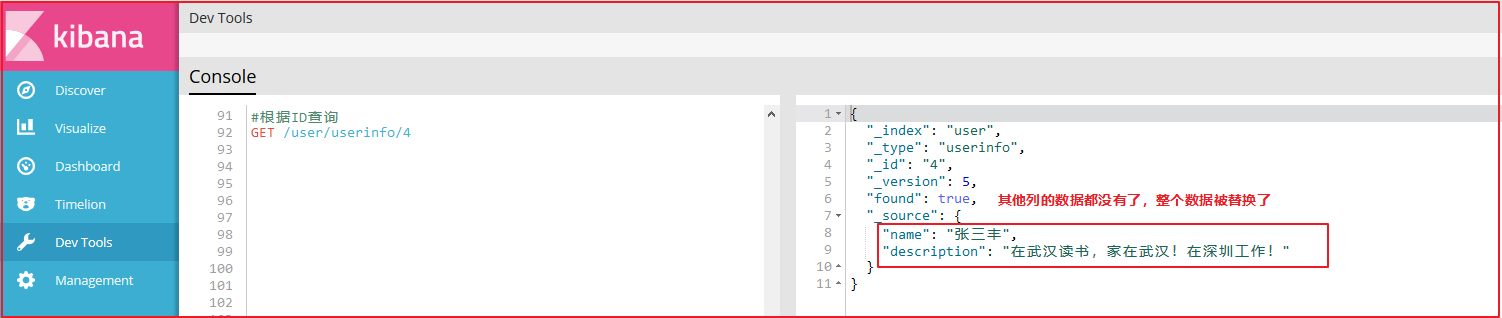 kibana
Discover
Visualize
Dashboard
Timelion
Dev Tools
Management
Dev Tools
Console
91 #根据ID查询
92 GET /user/userinfo/4
93
94
95
96
97
98
99
100
101
102
1 {
2 "_index": "user",
3 "_type": "userinfo",
4 "_id": "4",
5 "_version": 5,
6 "found": true, 其他列的数据都没有了，整个数据被替换了
7 "_source": {
8 "name": "张三丰",
9 "description": "在武汉读书，家在武汉！在深圳工作！"
10 }
11 }